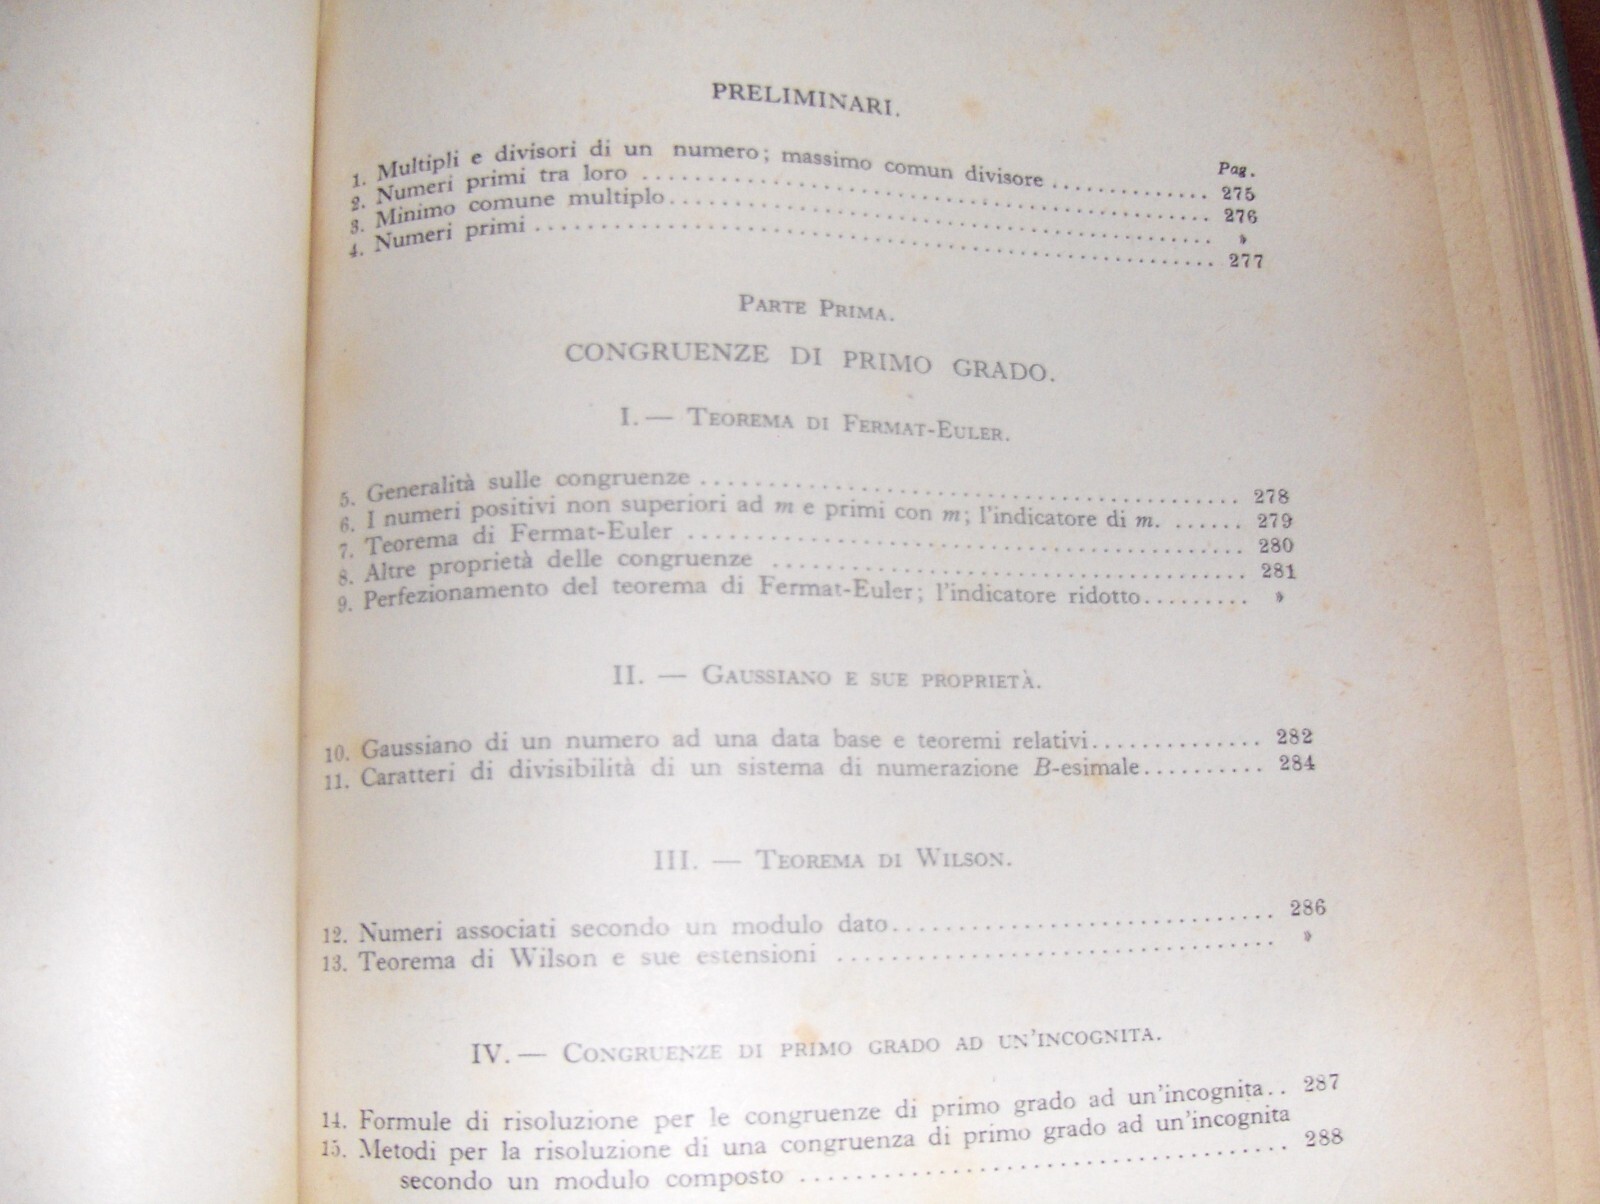 PRELIMINARI.
Pag.
1. Multipli e divisori di un numero; massimo comun divisore .............. 275
2. Numeri primi tra loro .............. 276
3. Minimo comune multiplo .............. »
4. Numeri primi .............. 277
PARTE PRIMA.
CONGRUENZE DI PRIMO GRADO.
I. — TEOREMA DI FERMAT-EULER.
5. Generalità sulle congruenze .............. 278
6. I numeri positivi non superiori ad m e primi con m; l'indicatore di m. ...... 279
7. Teorema di Fermat-Euler .............. 280
8. Altre proprietà delle congruenze .............. 281
9. Perfezionamento del teorema di Fermat-Euler; l'indicatore ridotto......... »
II. — GAUSSIANO E SUE PROPRIETÀ.
10. Gaussiano di un numero ad una data base e teoremi relativi.............. 282
11. Caratteri di divisibilità di un sistema di numerazione B-esimale.......... 284
III. — TEOREMA DI WILSON.
12. Numeri associati secondo un modulo dato.............. 286
13. Teorema di Wilson e sue estensioni .............. »
IV. — CONGRUENZE DI PRIMO GRADO AD UN'INCOGNITA.
14. Formule di risoluzione per le congruenze di primo grado ad un'incognita.. 287
15. Metodi per la risoluzione di una congruenza di primo grado ad un'incognita
secondo un modulo composto .............. 288